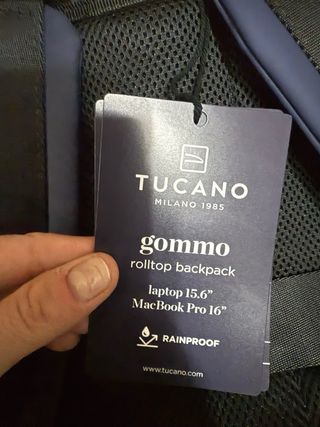 TUCANO
MILANO 1985
gommo
rolltop backpack
laptop 15.6"
MacBook Pro 16"
RAINPROOF
www.tucano.com